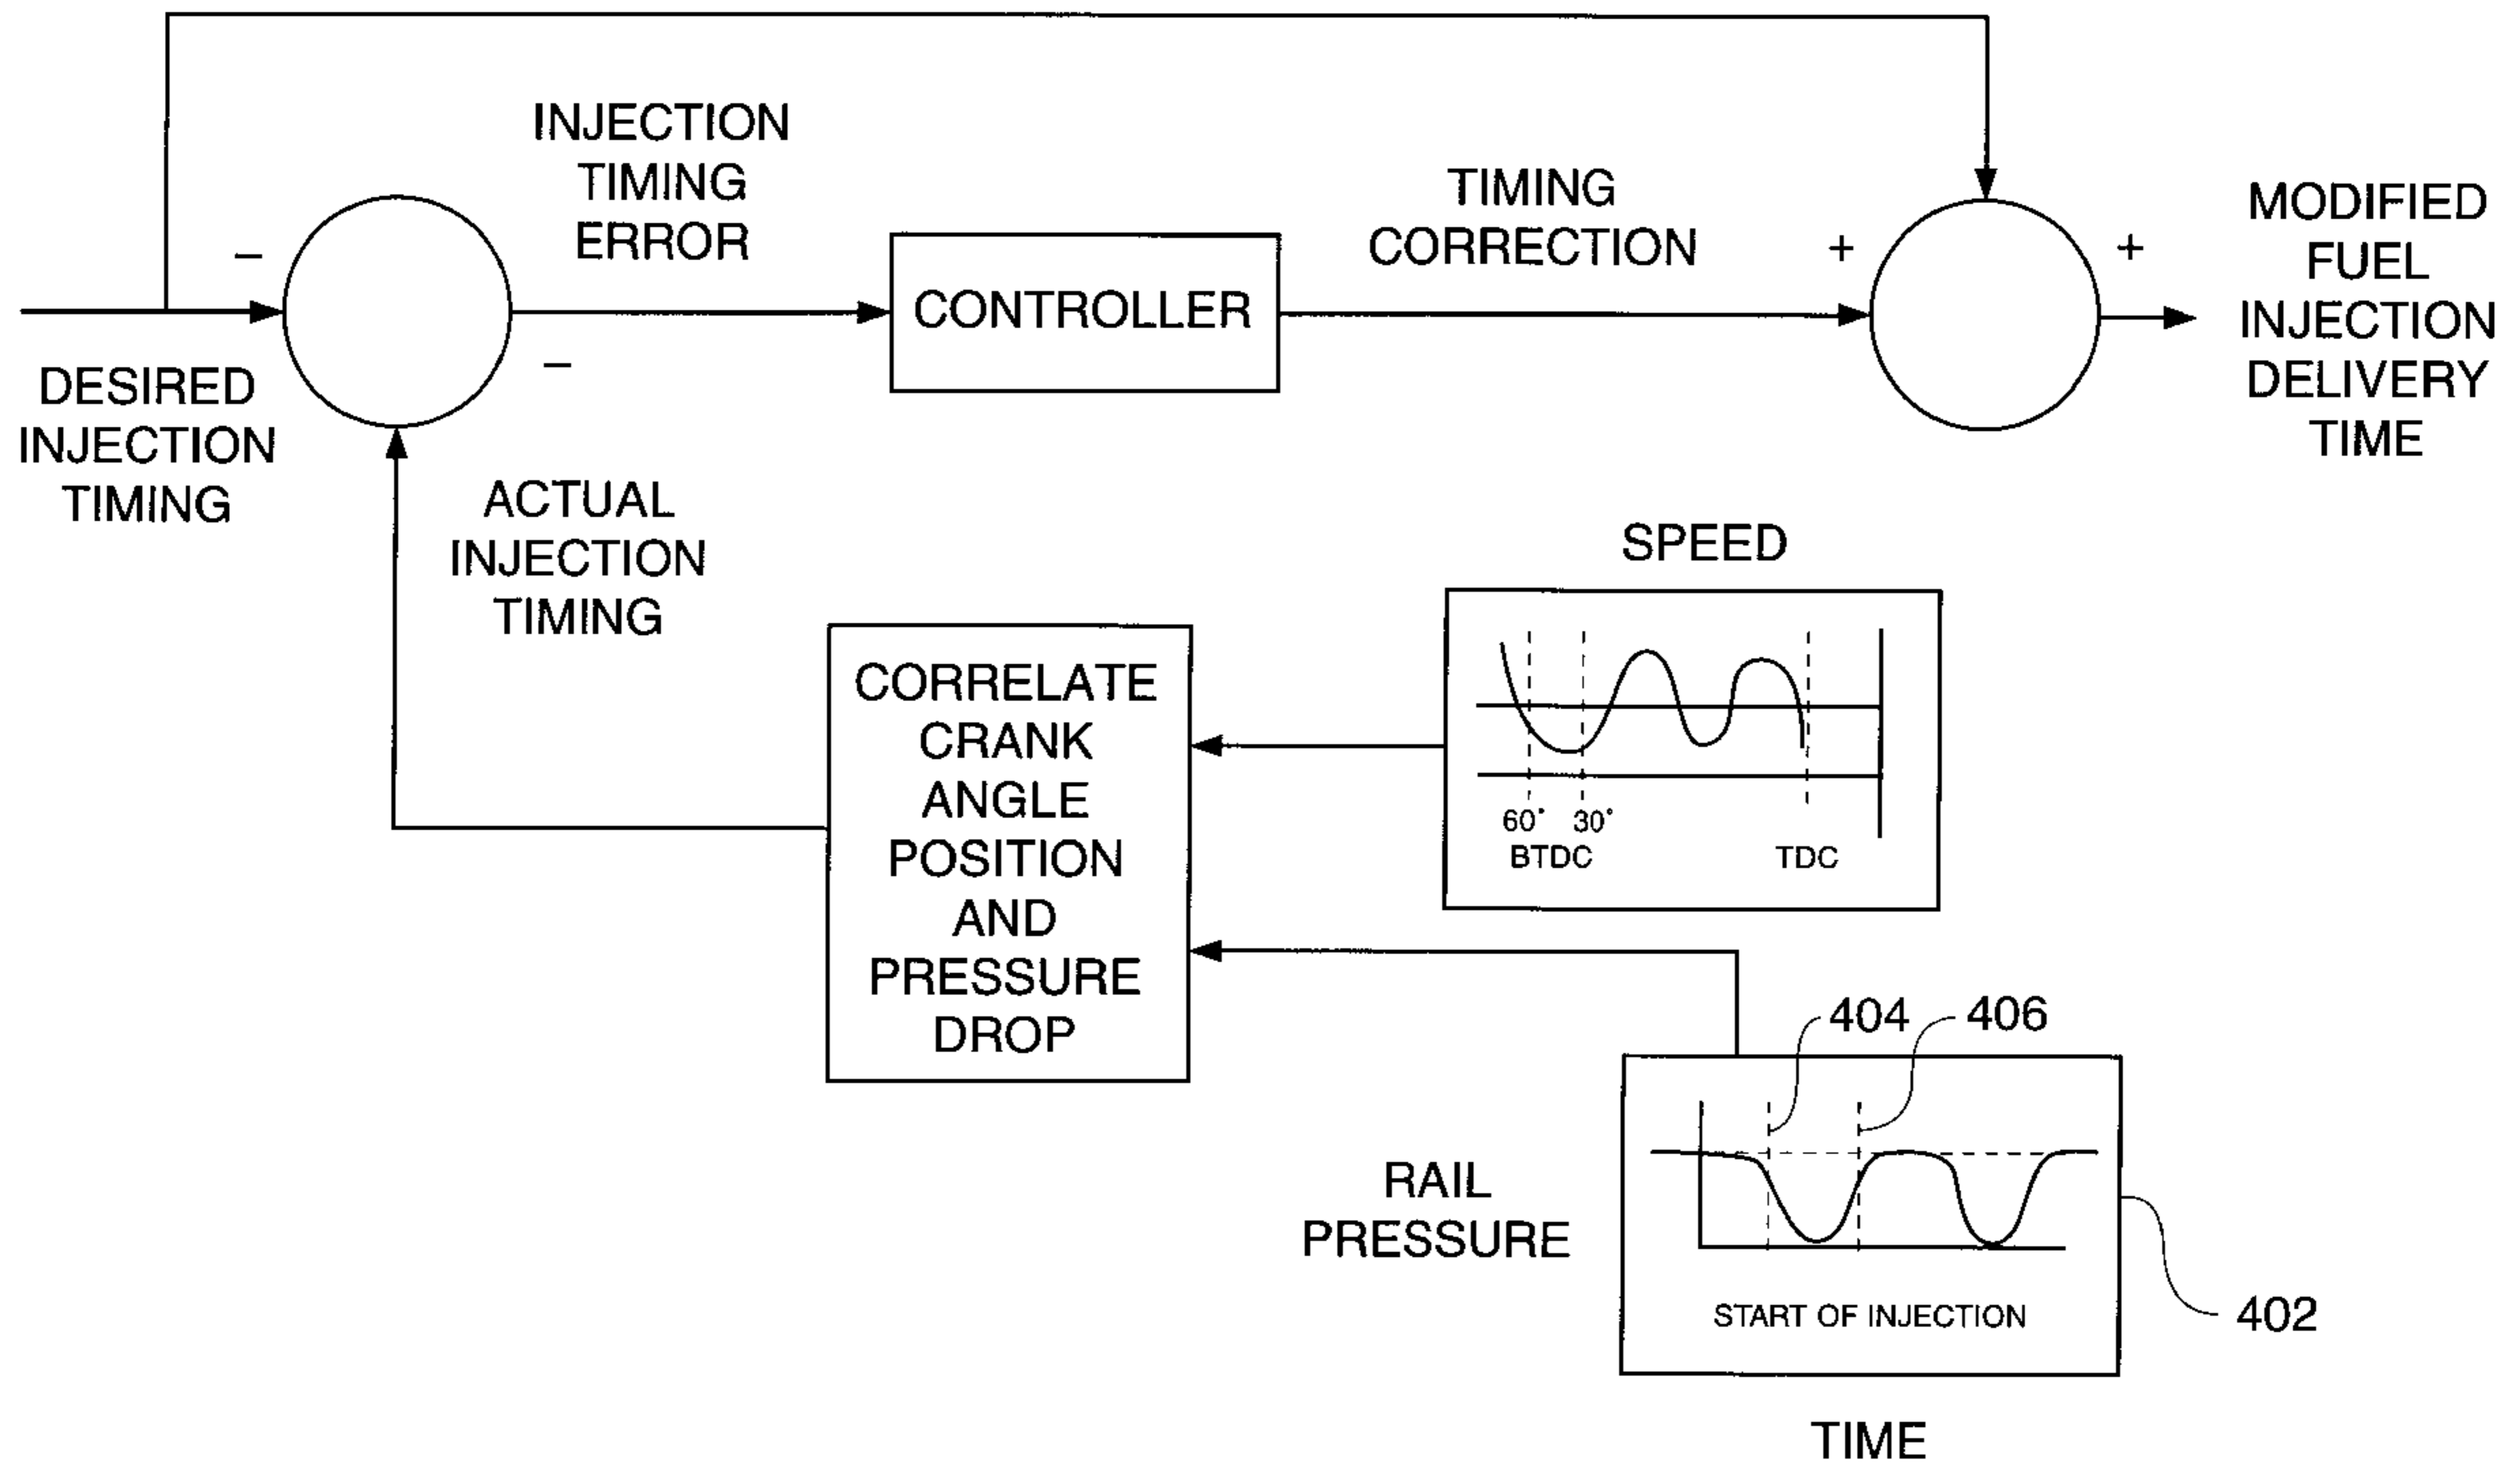 INJECTION
TIMING
ERROR
TIMING
CORRECTION
MODIFIED
FUEL
INJECTION
DELIVERY
TIME
–
+
+
CONTROLLER
–
DESIRED
INJECTION
TIMING
ACTUAL
INJECTION
TIMING
SPEED
CORRELATE
CRANK
ANGLE
POSITION
AND
PRESSURE
DROP
60° 30°
BTDC TDC
404 406
RAIL
PRESSURE
START OF INJECTION
402
TIME